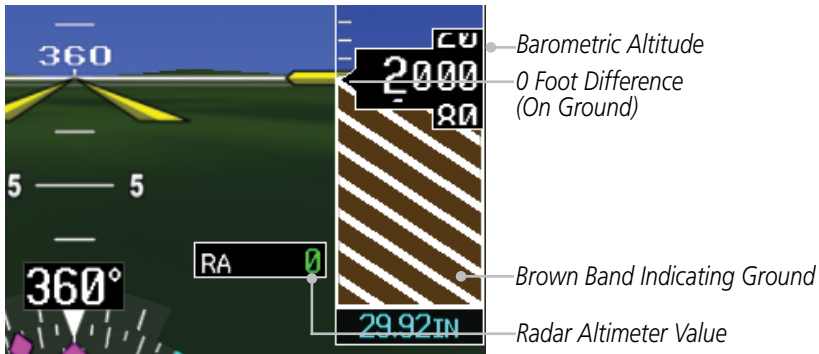 360
20
2000
80
5 5
RA 0
360°
29.92IN
Barometric Altitude
0 Foot Difference
(On Ground)
Brown Band Indicating Ground
Radar Altimeter Value